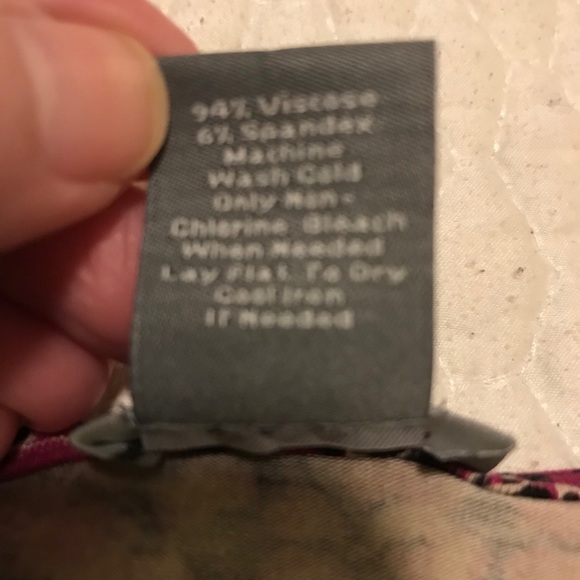 94% Viscose
6% Spandex
Machine
Wash Cold
Only Non-
Chlorine Bleach
When Needed
Lay Flat To Dry
Cool Iron
If Needed